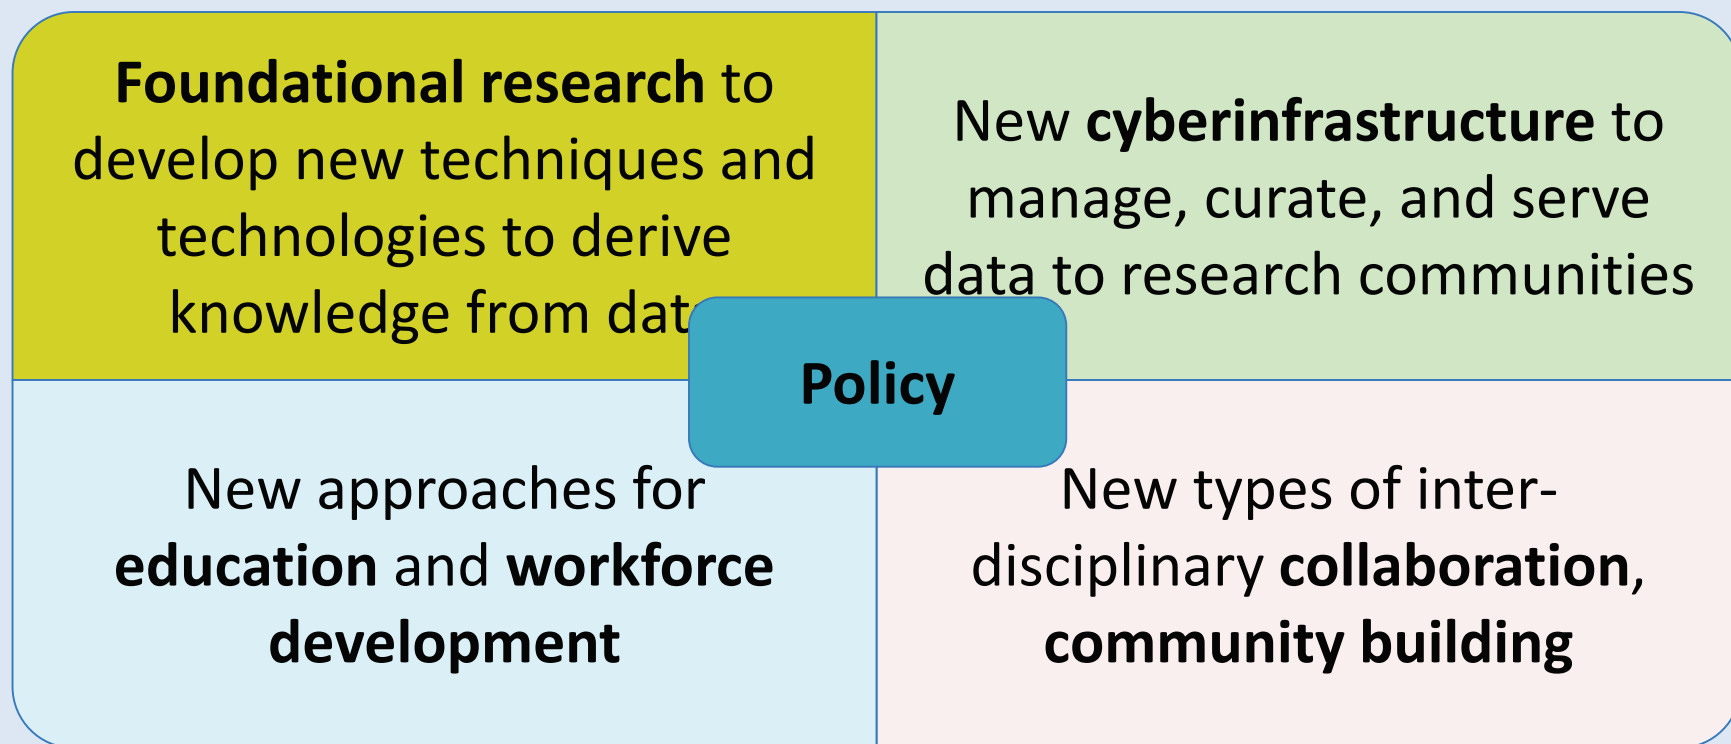 Foundational research to
develop new techniques and
technologies to derive
knowledge from dat
New cyberinfrastructure to
manage, curate, and serve
data to research communities
Policy
New approaches for
education and workforce
development
New types of inter-
disciplinary collaboration,
community building